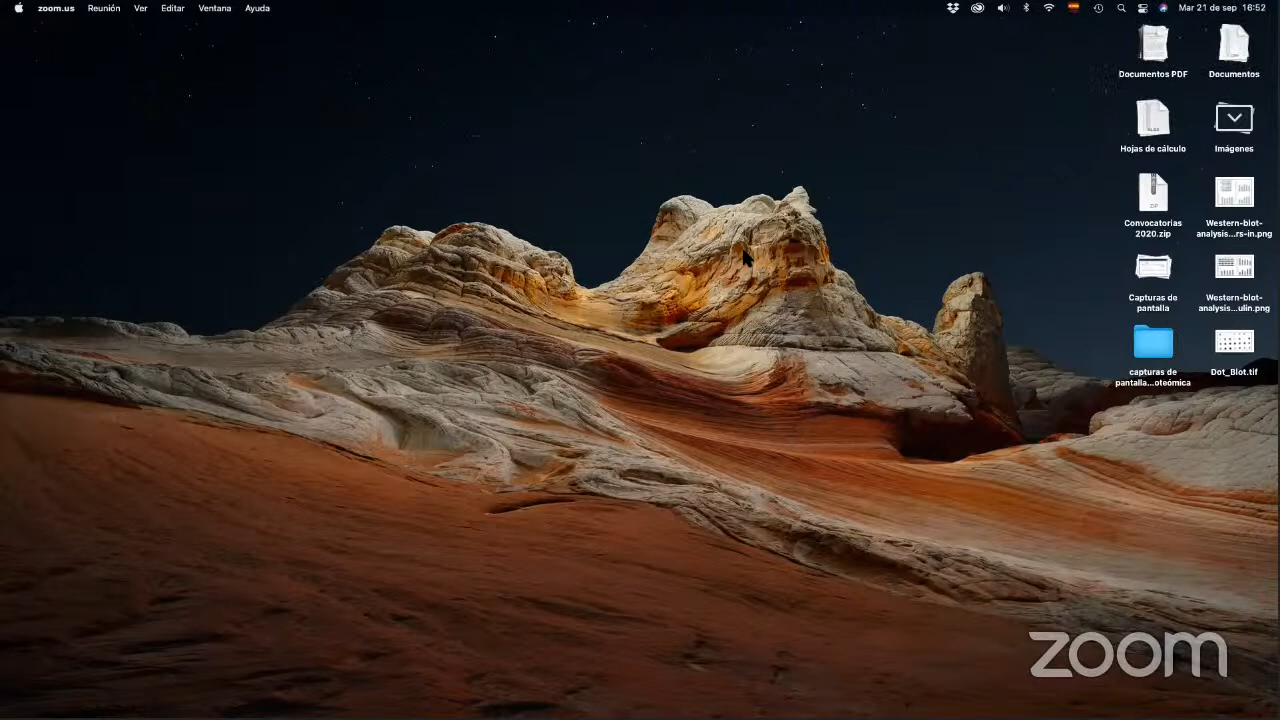 zoom.us Reunión Ver Editar Ventana Ayuda Mar 21 de sep 16:52
Documentos PDF
Documentos
Hojas de cálculo
Imágenes
ZIP
Convocatorias
2020.zip
Western-blot-
analysis...rs-in.png
Capturas de
pantalla
Western-blot-
analysis...ulin.png
capturas de
pantalla...oteómica
Dot_Blot.tif
zoom